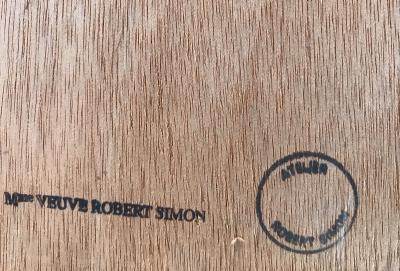 Mme VEUVE ROBERT SIMON
ATELIER
ROBERT SIMON